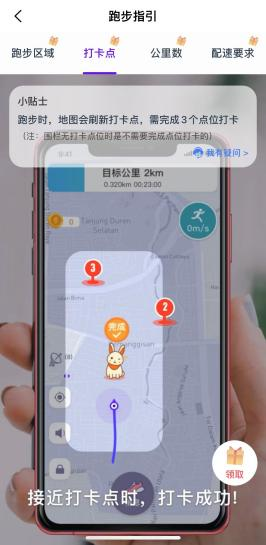 跑步指引
跑步区域
打卡点
公里数
配速要求
小贴士
跑步时，地图会刷新打卡点，需完成3个点位打卡
（注：围栏无打卡点位时是不需要完成点位打卡的）
我有疑问 >
9:41
目标公里 2km
0.320km 00:23:00
0
Tanjung Duren
Selatan
0m/s
3
Jalan Bima
2
完成
(8)
领取
接近打卡点时，打卡成功!